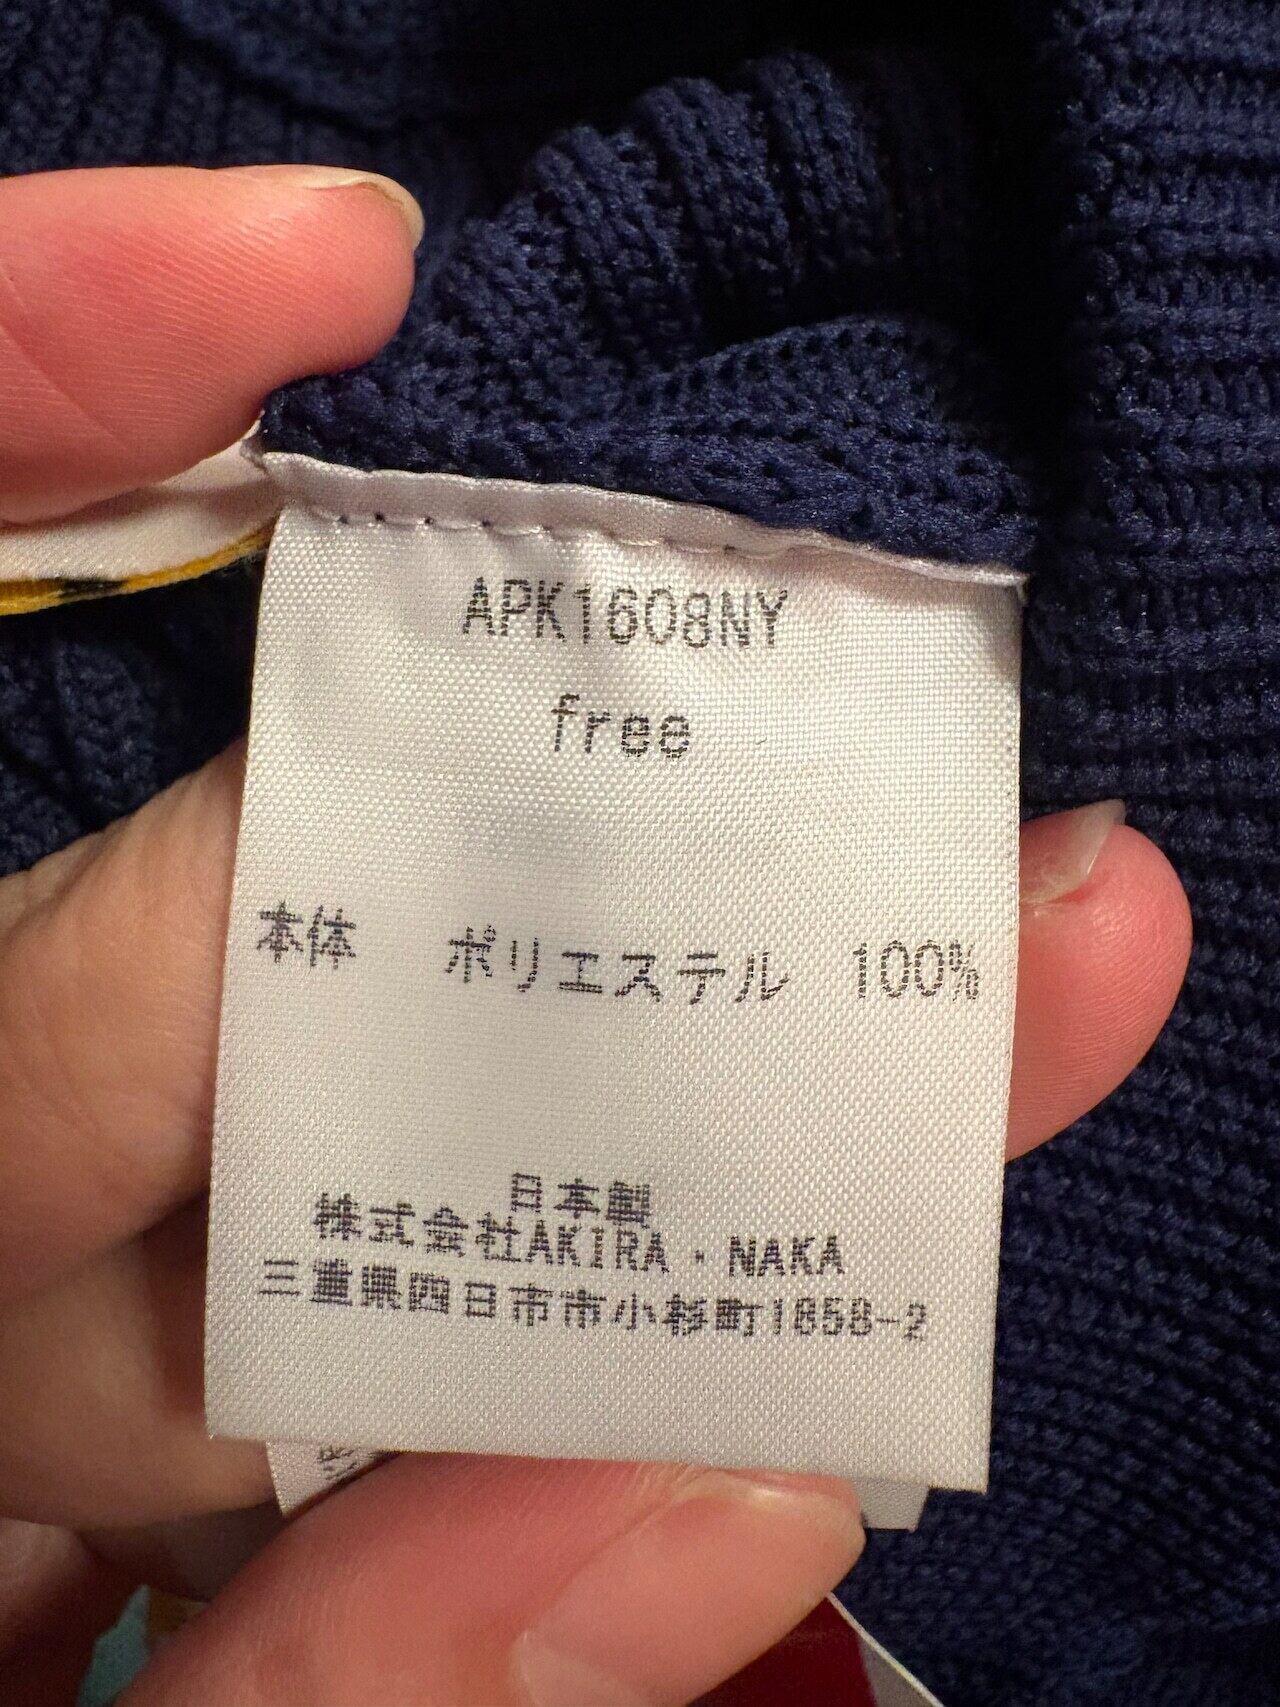 APK1608NY
free
本体 ポリエステル 100%
日本製
株式会社AKIRA・NAKA
三重県四日市市小杉町1858-2